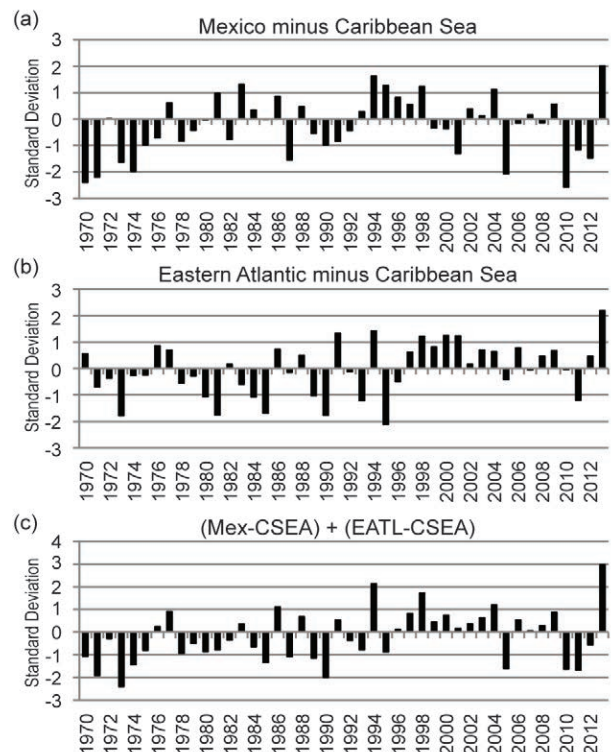 (a)
Mexico minus Caribbean Sea
Standard Deviation
3
2
1
0
-1
-2
-3
1970 1972 1974 1976 1978 1980 1982 1984 1986 1988 1990 1992 1994 1996 1998 2000 2002 2004 2006 2008 2010 2012
(b)
Eastern Atlantic minus Caribbean Sea
Standard Deviation
3
2
1
0
-1
-2
-3
1970 1972 1974 1976 1978 1980 1982 1984 1986 1988 1990 1992 1994 1996 1998 2000 2002 2004 2006 2008 2010 2012
(c)
(Mex-CSEA) + (EATL-CSEA)
Standard Deviation
4
3
2
1
0
-1
-2
-3
1970 1972 1974 1976 1978 1980 1982 1984 1986 1988 1990 1992 1994 1996 1998 2000 2002 2004 2006 2008 2010 2012